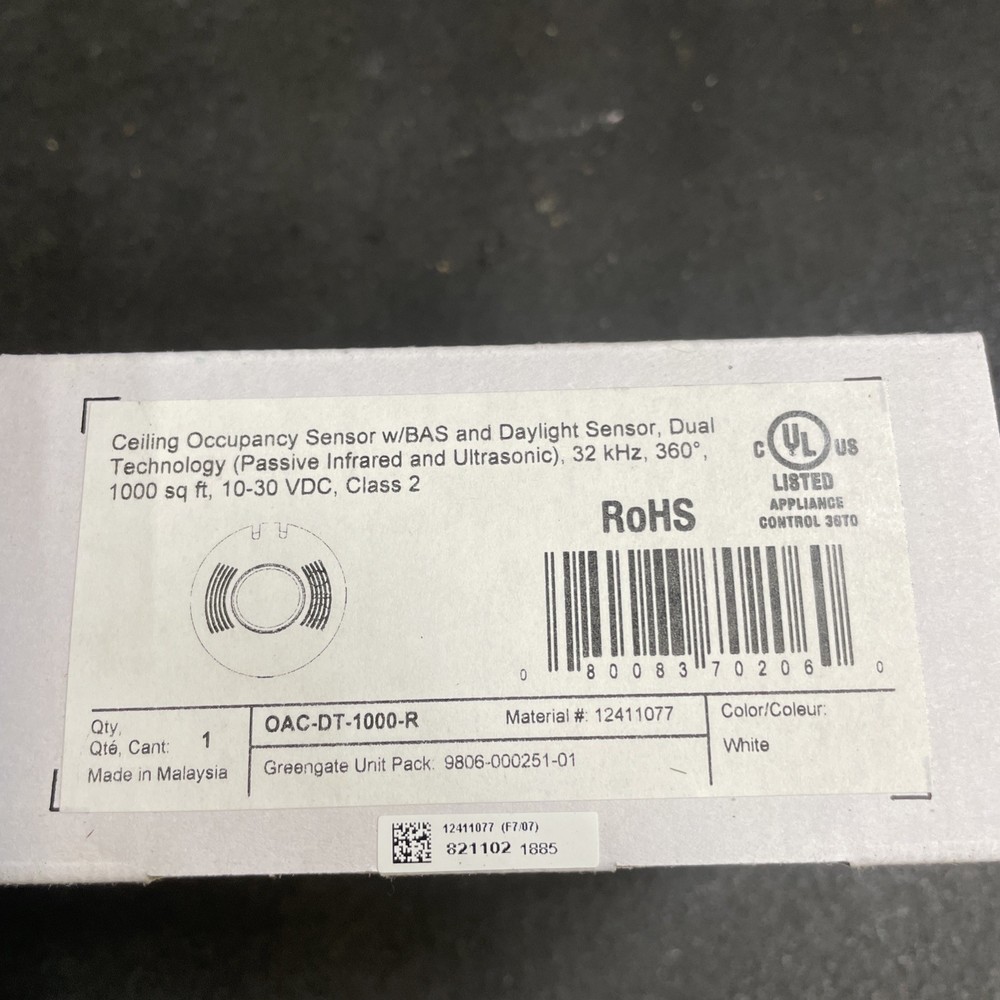 Ceiling Occupancy Sensor w/BAS and Daylight Sensor, Dual
Technology (Passive Infrared and Ultrasonic), 32 kHz, 360°,
1000 sq ft, 10-30 VDC, Class 2
C UL US
LISTED
APPLIANCE
CONTROL 36T0
RoHS
0 80083 70206 0
Qty,
Qté, Cant: 1
Made in Malaysia
OAC-DT-1000-R Material #: 12411077
Greengate Unit Pack: 9806-000251-01
Color/Coleur:
White
12411077 (F7/07)
821102 1885